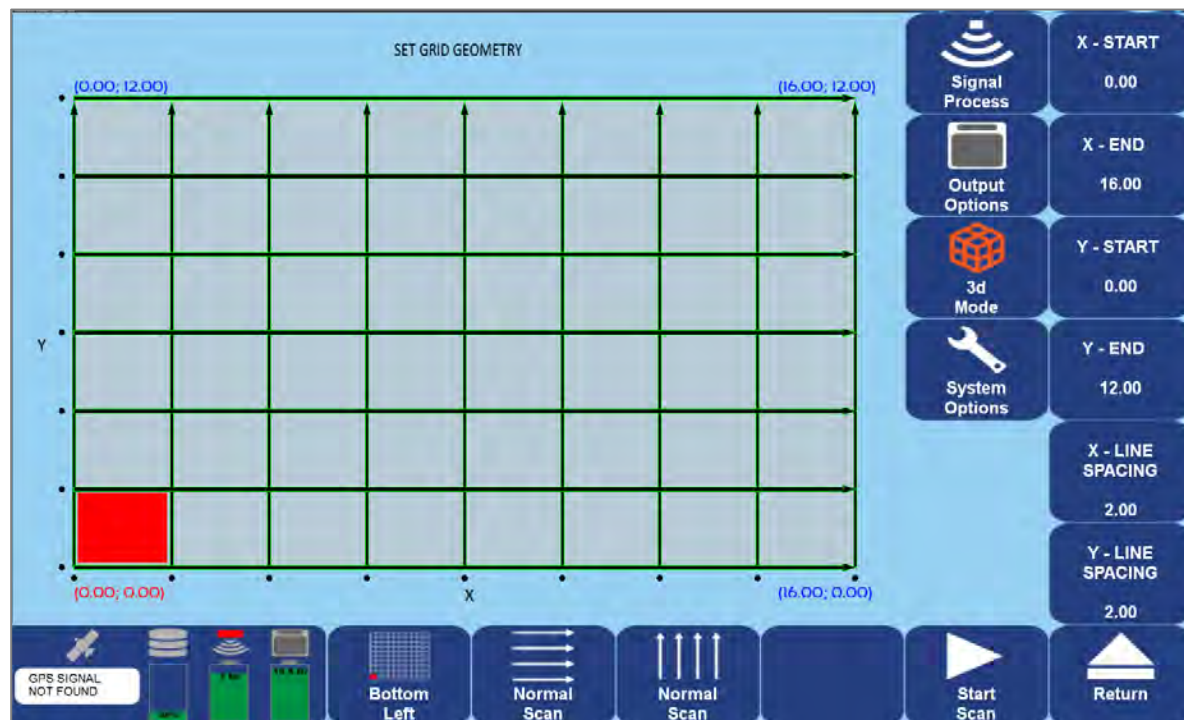 SET GRID GEOMETRY
(0.00; 12.00)
(16.00; 12.00)
Y
(0.00; 0.00)
X
(16.00; 0.00)
Signal
Process
Output
Options
3d
Mode
System
Options
X - START
0.00
X - END
16.00
Y - START
0.00
Y - END
12.00
X - LINE
SPACING
2.00
Y - LINE
SPACING
2.00
GPS SIGNAL
NOT FOUND
Bottom
Left
Normal
Scan
Normal
Scan
Start
Scan
Return